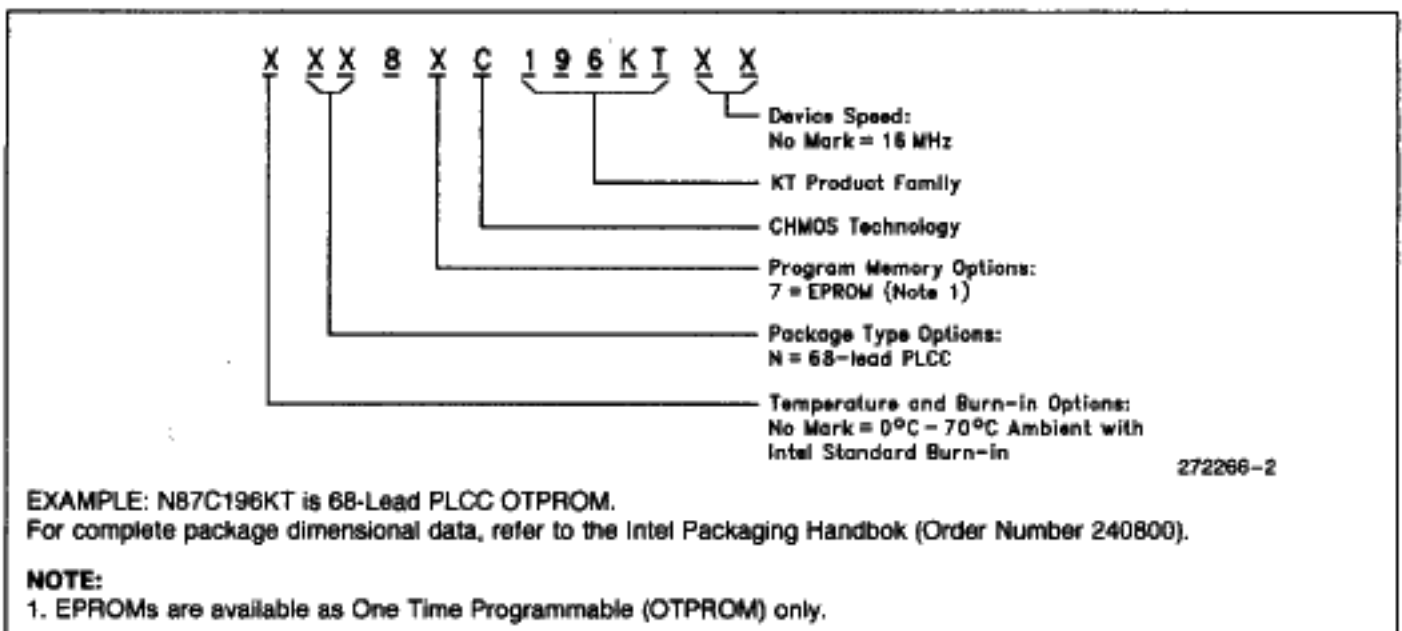 X XX 8 X C 196KT X X
Device Speed:
No Mark = 16 MHz
KT Product Family
CHMOS Technology
Program Memory Options:
7 = EPROM (Note 1)
Package Type Options:
N = 68-lead PLCC
Temperature and Burn-in Options:
No Mark = 0°C - 70°C Ambient with
Intel Standard Burn-in
272266-2
EXAMPLE: N87C196KT is 68-Lead PLCC OTPROM.
For complete package dimensional data, refer to the Intel Packaging Handbok (Order Number 240800).
NOTE:
1. EPROMs are available as One Time Programmable (OTPROM) only.